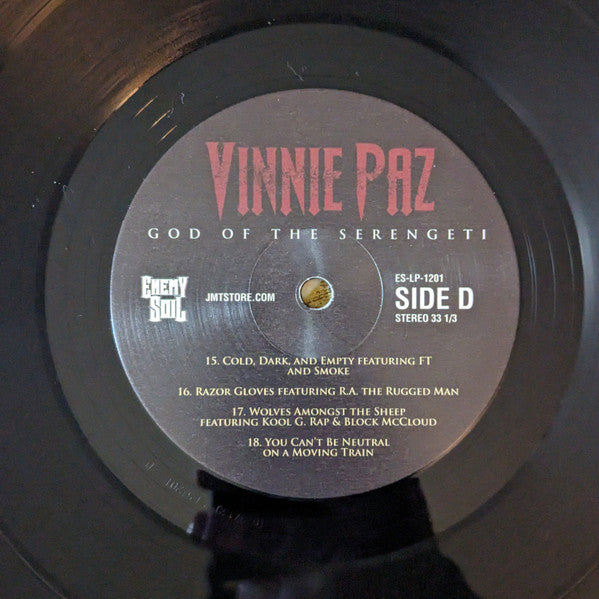 VINNIE PAZ
GOD OF THE SERENGETI
ENEMY
SOIL
JMTSTORE.COM
ES-LP-1201
SIDE D
STEREO 33 1/3
15. COLD, DARK, AND EMPTY FEATURING FT
AND SMOKE
16. RAZOR GLOVES FEATURING R.A. THE RUGGED MAN
17. WOLVES AMONGST THE SHEEP
FEATURING KOOL G. RAP & BLOCK MCCLOUD
18. YOU CAN'T BE NEUTRAL
ON A MOVING TRAIN